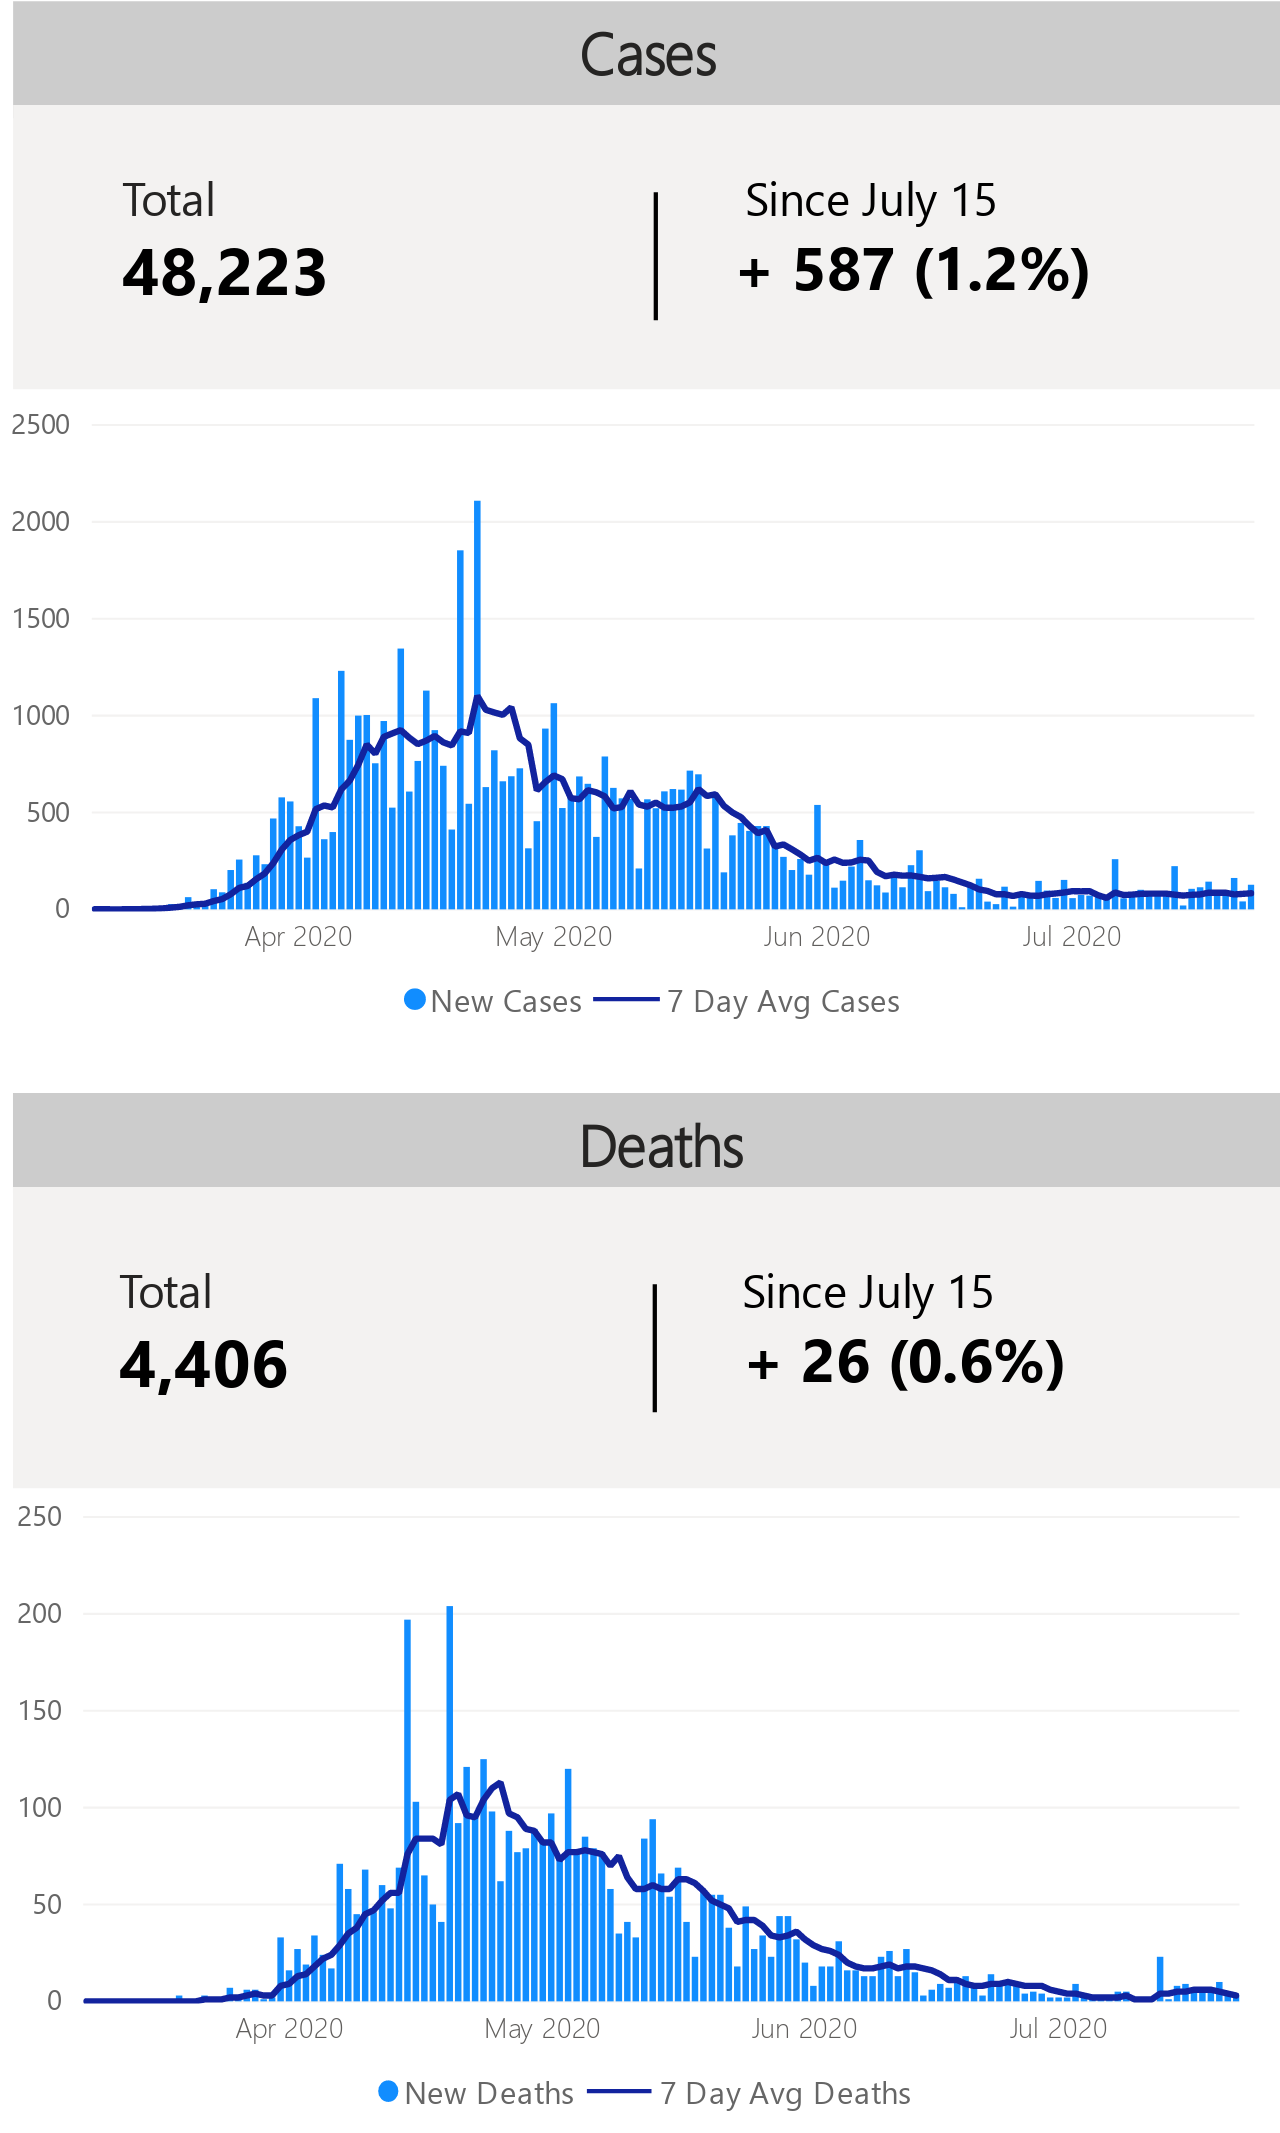 Cases
Total
Since July 15
48,223
+ 587 (1.2%)
2500
2000
1500
1000
500
0
Apr 2020
May 2020
Jun 2020
Jul 2020
New Cases
7 Day Avg Cases
Deaths
Total
Since July 15
4,406
+ 26 (0.6%)
250
200
150
100
50
0
Apr 2020
May 2020
Jun 2020
Jul 2020
New Deaths
7 Day Avg Deaths